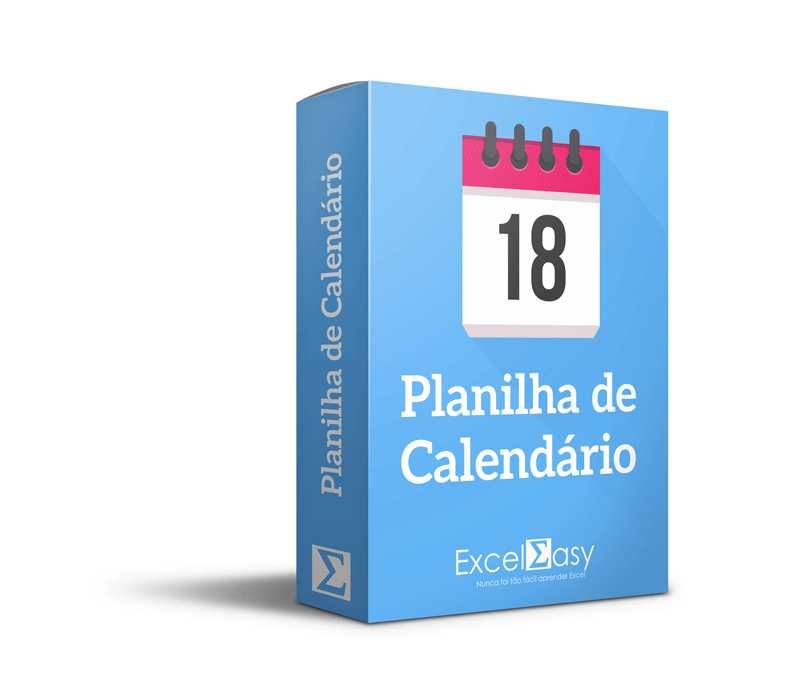 Planilha de Calendário
Σ
18
Planilha de
Calendário
ExcelΣasy
Nunca foi tão fácil aprender Excel